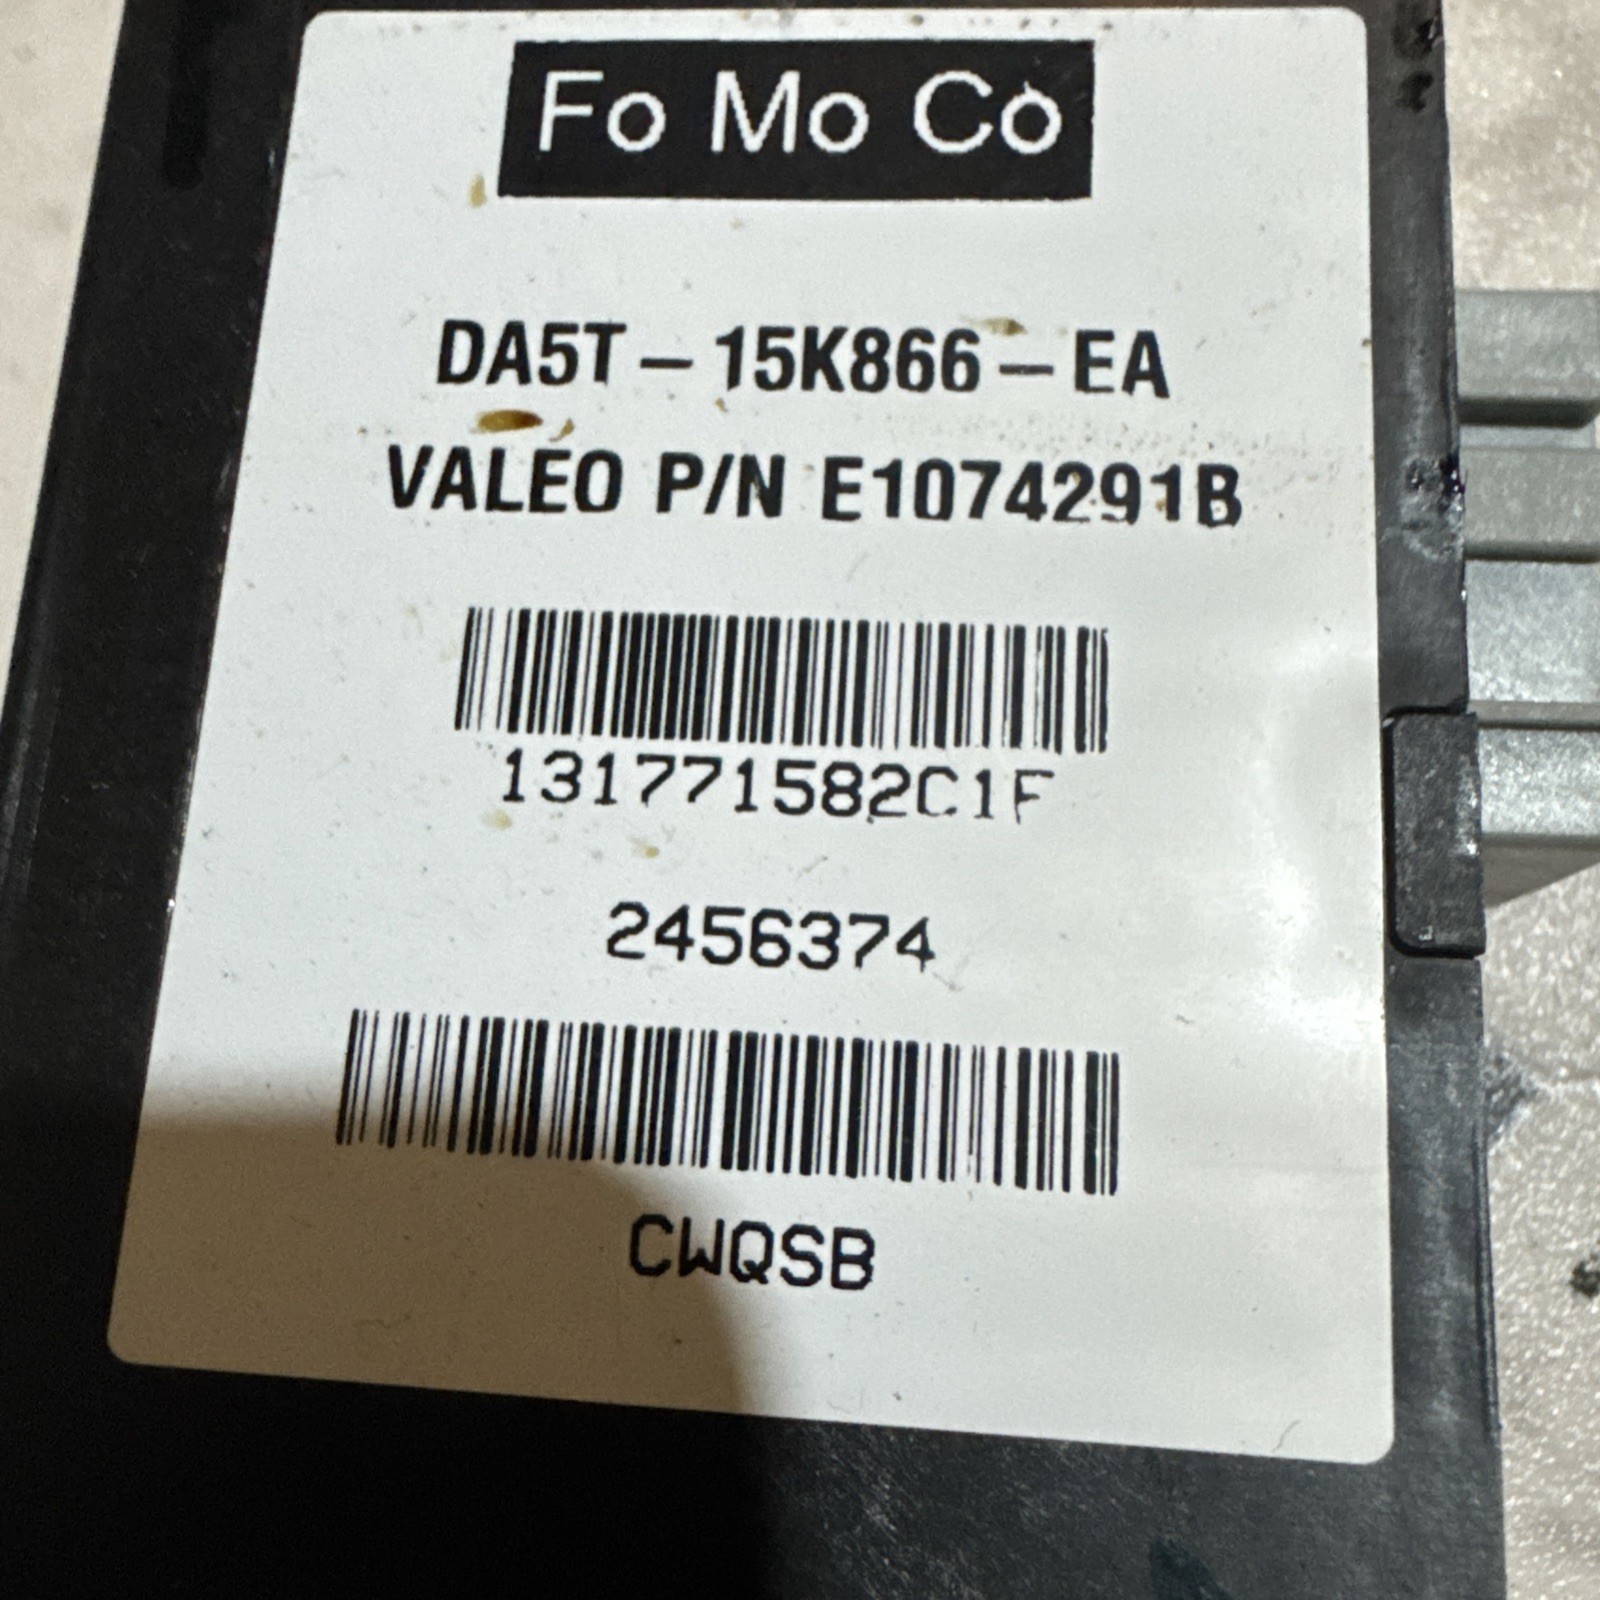 Fo Mo Co
DA5T - 15K866 - EA
VALEO P/N E1074291B
131771582C1F
2456374
CWQSB